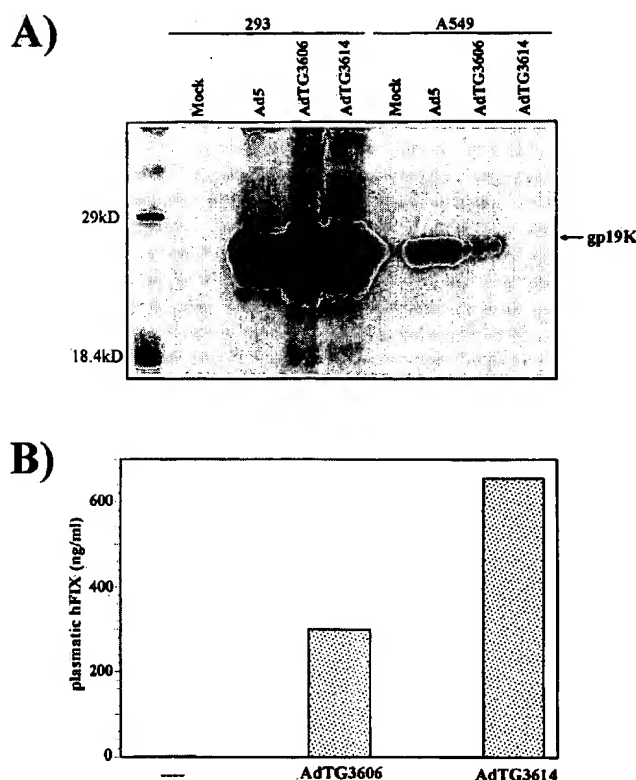 A)
293
A549
Mock
Ad5
AdTG3606
AdTG3614
Mock
Ad5
AdTG3606
AdTG3614
29kD
gp19K
18.4kD
B)
plasmatic hFIX (ng/ml)
600
400
200
0
----
AdTG3606
AdTG3614